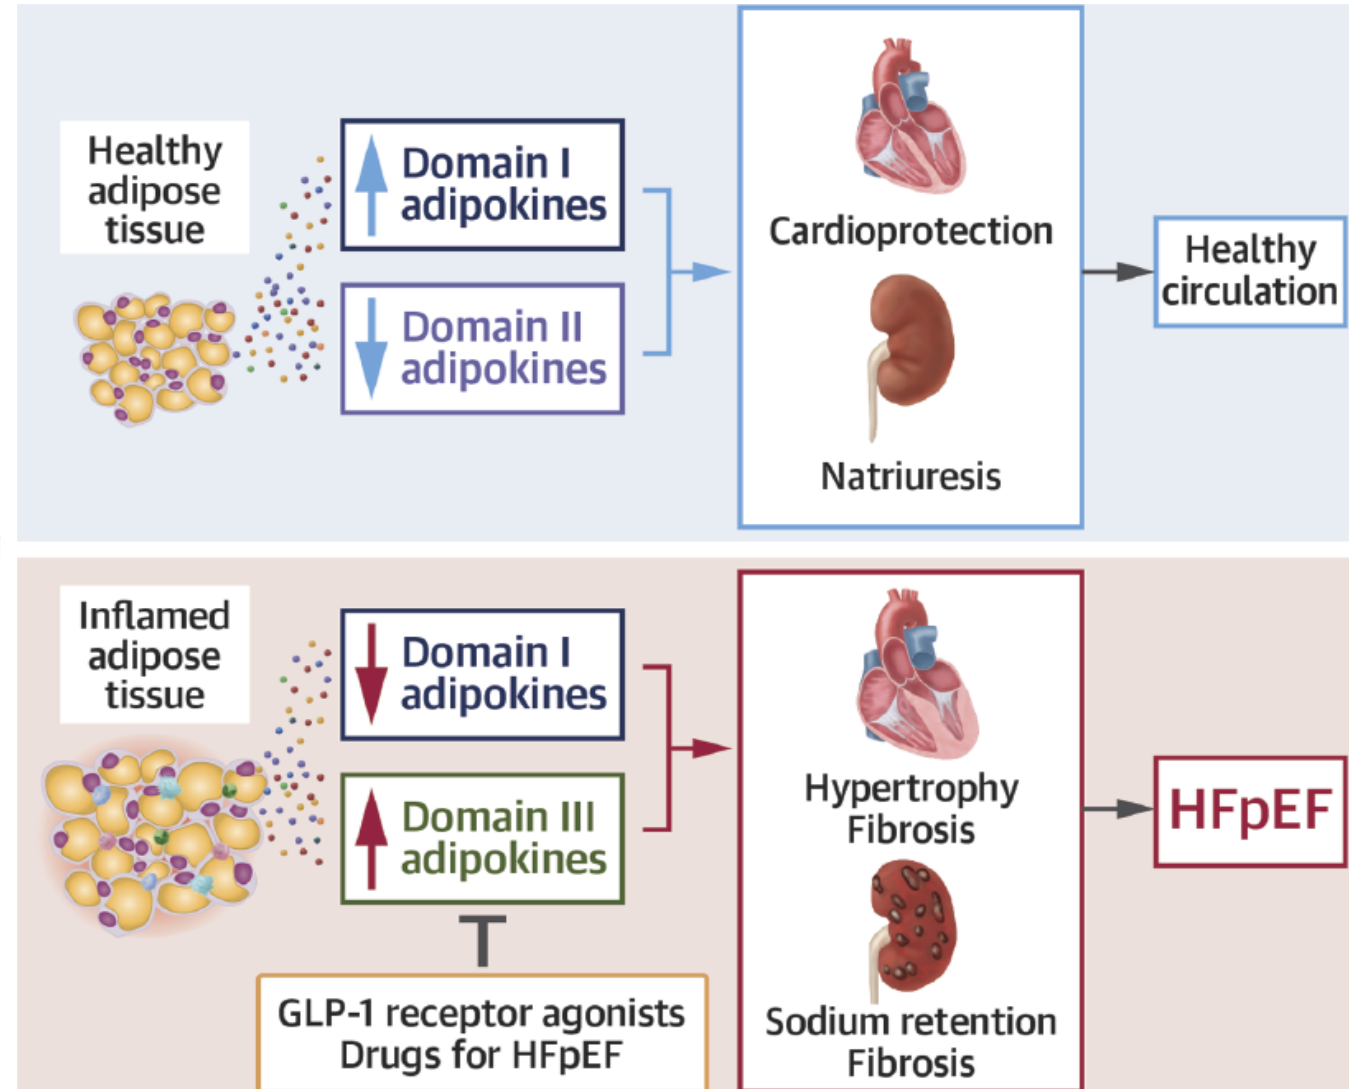 Healthy
adipose
tissue
Domain I
adipokines
Domain II
adipokines
Cardioprotection
Natriuresis
Healthy
circulation
Inflamed
adipose
tissue
Domain I
adipokines
Domain III
adipokines
GLP-1 receptor agonists
Drugs for HFpEF
Hypertrophy
Fibrosis
Sodium retention
Fibrosis
HFpEF